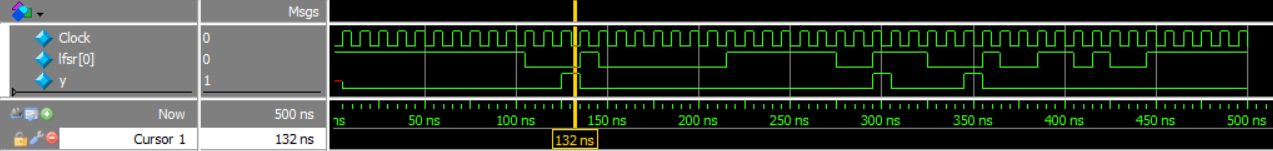 Msgs
Clock 0
lfsr[0] 0
y 1
Now 500 ns
Cursor 1 132 ns
ns 50 ns 100 ns 150 ns 200 ns 250 ns 300 ns 350 ns 400 ns 450 ns 500 ns
132 ns